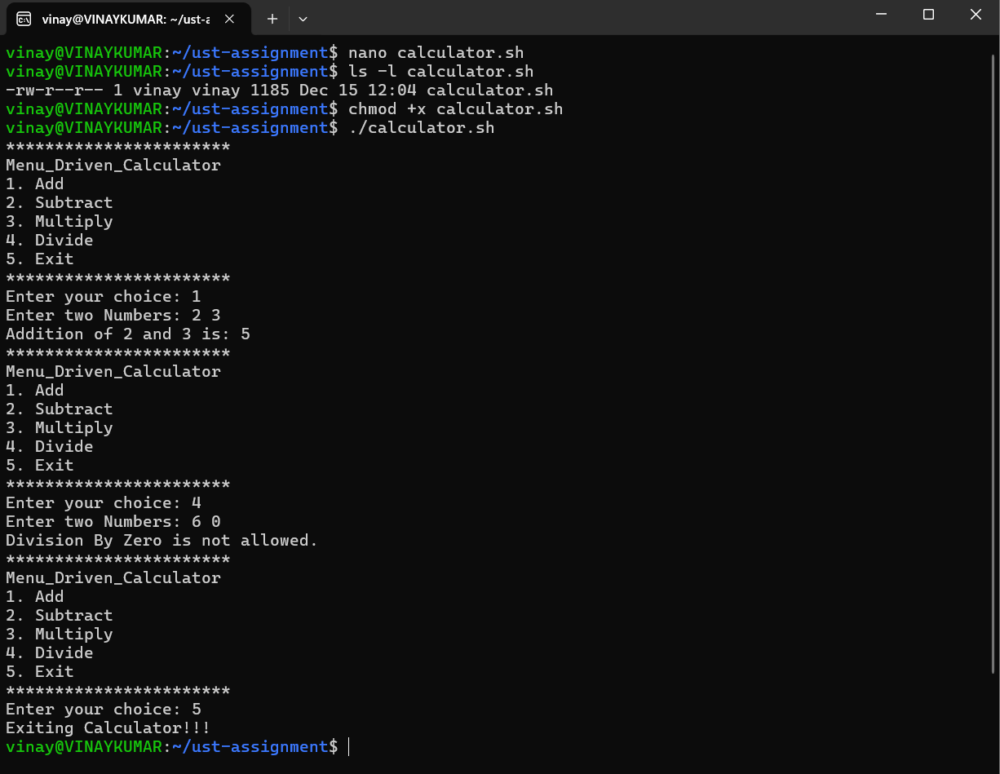 vinay@VINAYKUMAR: ~/ust-a
vinay@VINAYKUMAR:~/ust-assignment$ nano calculator.sh
vinay@VINAYKUMAR:~/ust-assignment$ ls -l calculator.sh
-rw-r--r-- 1 vinay vinay 1185 Dec 15 12:04 calculator.sh
vinay@VINAYKUMAR:~/ust-assignment$ chmod +x calculator.sh
vinay@VINAYKUMAR:~/ust-assignment$ ./calculator.sh
***********************
Menu_Driven_Calculator
1. Add
2. Subtract
3. Multiply
4. Divide
5. Exit
***********************
Enter your choice: 1
Enter two Numbers: 2 3
Addition of 2 and 3 is: 5
***********************
Menu_Driven_Calculator
1. Add
2. Subtract
3. Multiply
4. Divide
5. Exit
***********************
Enter your choice: 4
Enter two Numbers: 6 0
Division By Zero is not allowed.
***********************
Menu_Driven_Calculator
1. Add
2. Subtract
3. Multiply
4. Divide
5. Exit
***********************
Enter your choice: 5
Exiting Calculator!!!
vinay@VINAYKUMAR:~/ust-assignment$